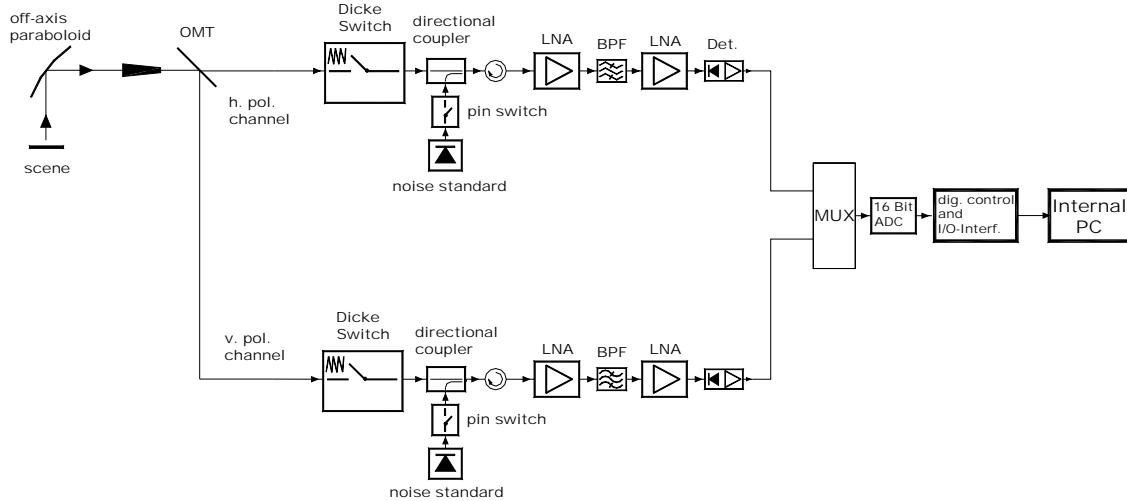 off-axis
paraboloid
OMT
scene
h. pol.
channel
Dicke
Switch
directional
coupler
pin switch
noise standard
LNA
BPF
LNA
Det.
MUX
16 Bit
ADC
dig. control
and
I/O-Interf.
Internal
PC
v. pol.
channel
Dicke
Switch
directional
coupler
pin switch
noise standard
LNA
BPF
LNA